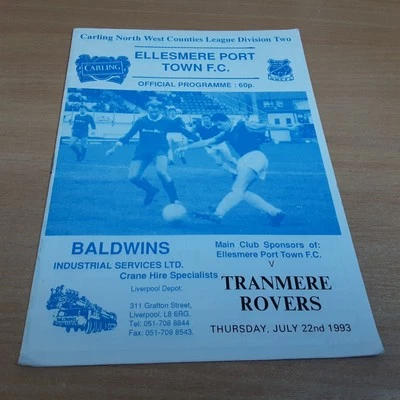 Carling North West Counties League Division Two
CARLING
ELLESMERE PORT
TOWN F.C.
OFFICIAL PROGRAMME : 60p.
BALDWINS
INDUSTRIAL SERVICES LTD.
Crane Hire Specialists
Liverpool Depot:
311 Grafton Street,
Liverpool, L8 6RG.
Tel: 051-708 8844
Fax: 051-708 8543.
BALDWINS
Main Club Sponsors of:
Ellesmere Port Town F.C.
V
TRANMERE
ROVERS
THURSDAY, JULY 22nd 1993